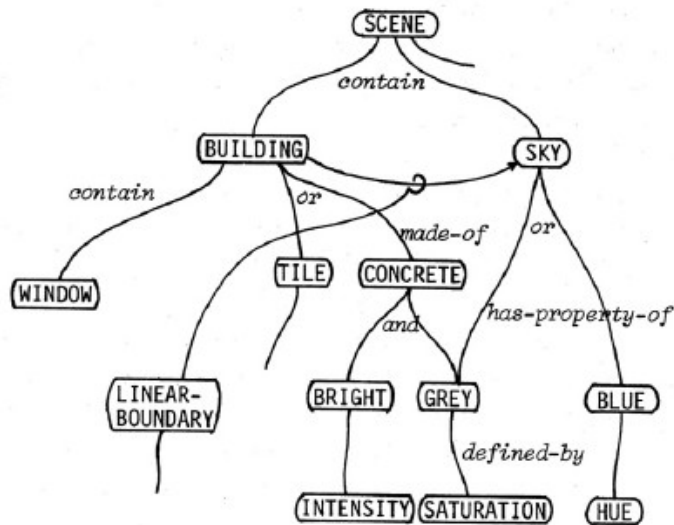 SCENE
contain
BUILDING
SKY
contain
or
or
made-of
WINDOW
TILE
CONCRETE
and
has-property-of
LINEAR-
BOUNDARY
BRIGHT
GREY
BLUE
defined-by
INTENSITY
SATURATION
HUE